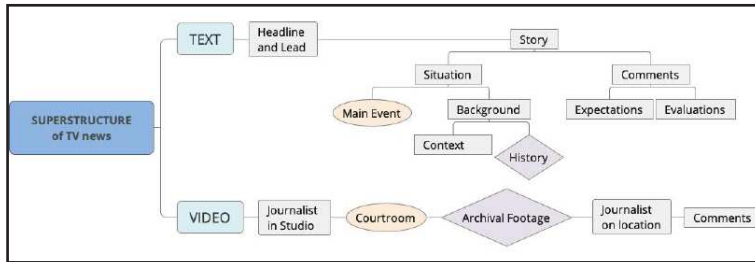 TEXT
Headline
and Lead
Story
Situation
Comments
Main Event
Background
Expectations
Evaluations
Context
History
SUPERSTRUCTURE
of TV news
VIDEO
Journalist
in Studio
Courtroom
Archival Footage
Journalist
on location
Comments